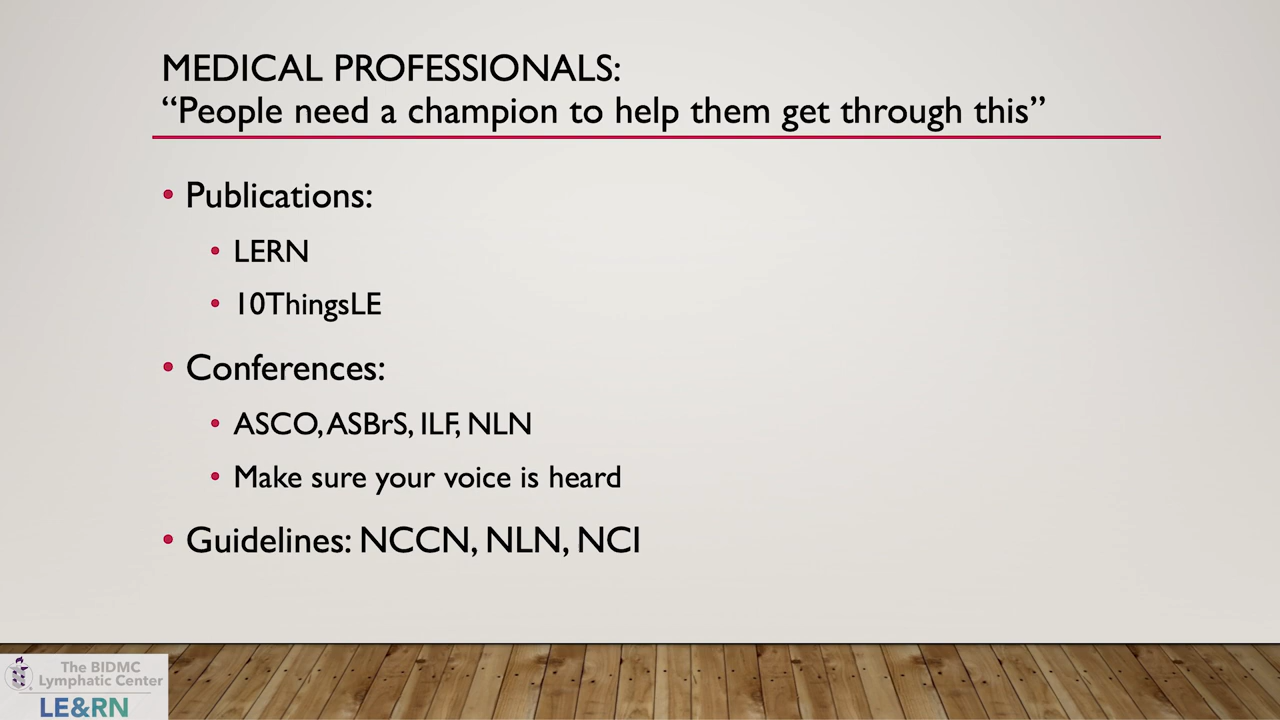 MEDICAL PROFESSIONALS:
“People need a champion to help them get through this”
• Publications:
• LERN
• 10ThingsLE
• Conferences:
• ASCO, ASBrS, ILF, NLN
• Make sure your voice is heard
• Guidelines: NCCN, NLN, NCI
The BIDMC
Lymphatic Center
LE&RN